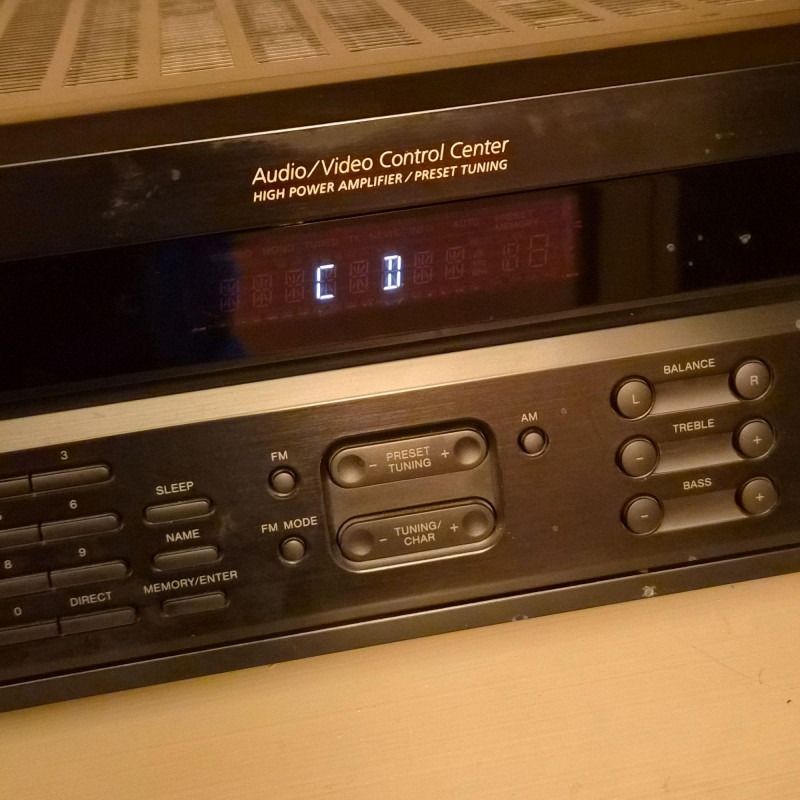 Audio/Video Control Center
HIGH POWER AMPLIFIER/PRESET TUNING
MEMORY
C D
BALANCE
L R
TREBLE
- +
BASS
- +
AM
FM
- PRESET TUNING +
FM MODE
- TUNING/ CHAR +
3
6
8 9
0 DIRECT
SLEEP
NAME
MEMORY/ENTER